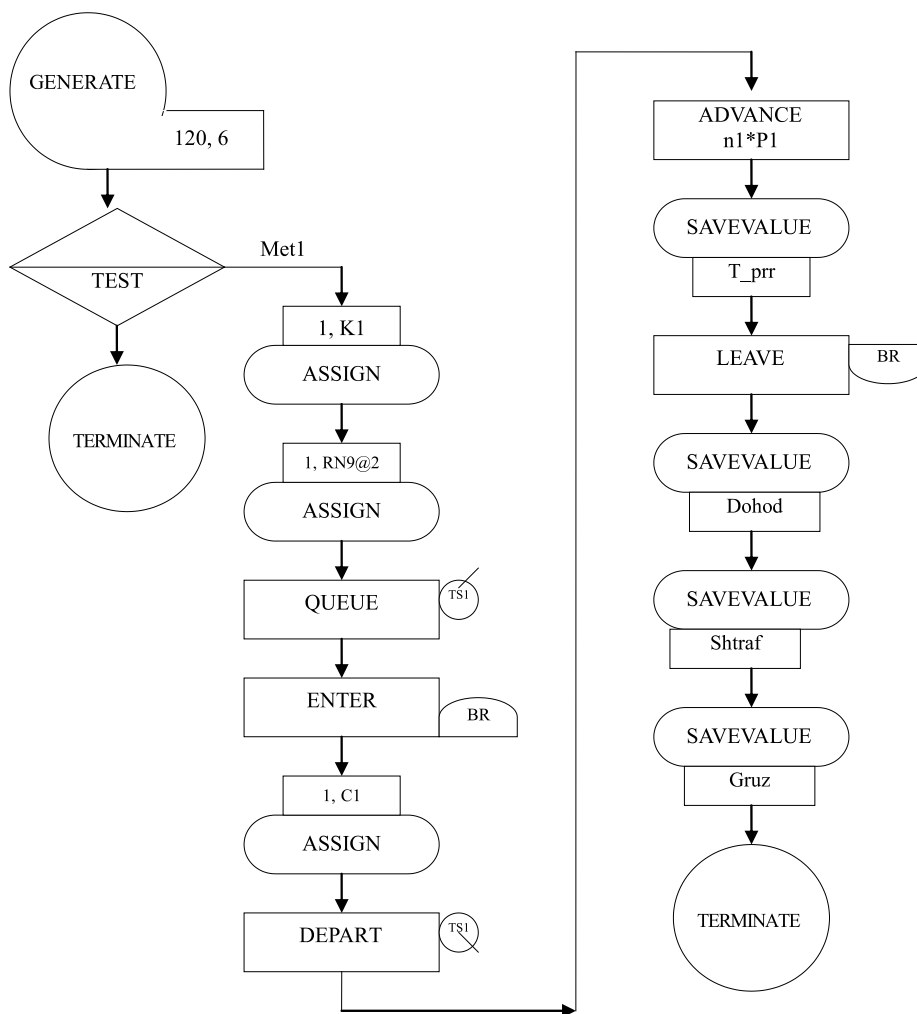 GENERATE
120, 6
TEST
Met1
TERMINATE
1, K1
ASSIGN
1, RN9@2
ASSIGN
QUEUE
TS1
ENTER
BR
1, C1
ASSIGN
DEPART
TS1
ADVANCE
n1*P1
SAVEVALUE
T_prr
LEAVE
BR
SAVEVALUE
Dohod
SAVEVALUE
Shtraf
SAVEVALUE
Gruz
TERMINATE